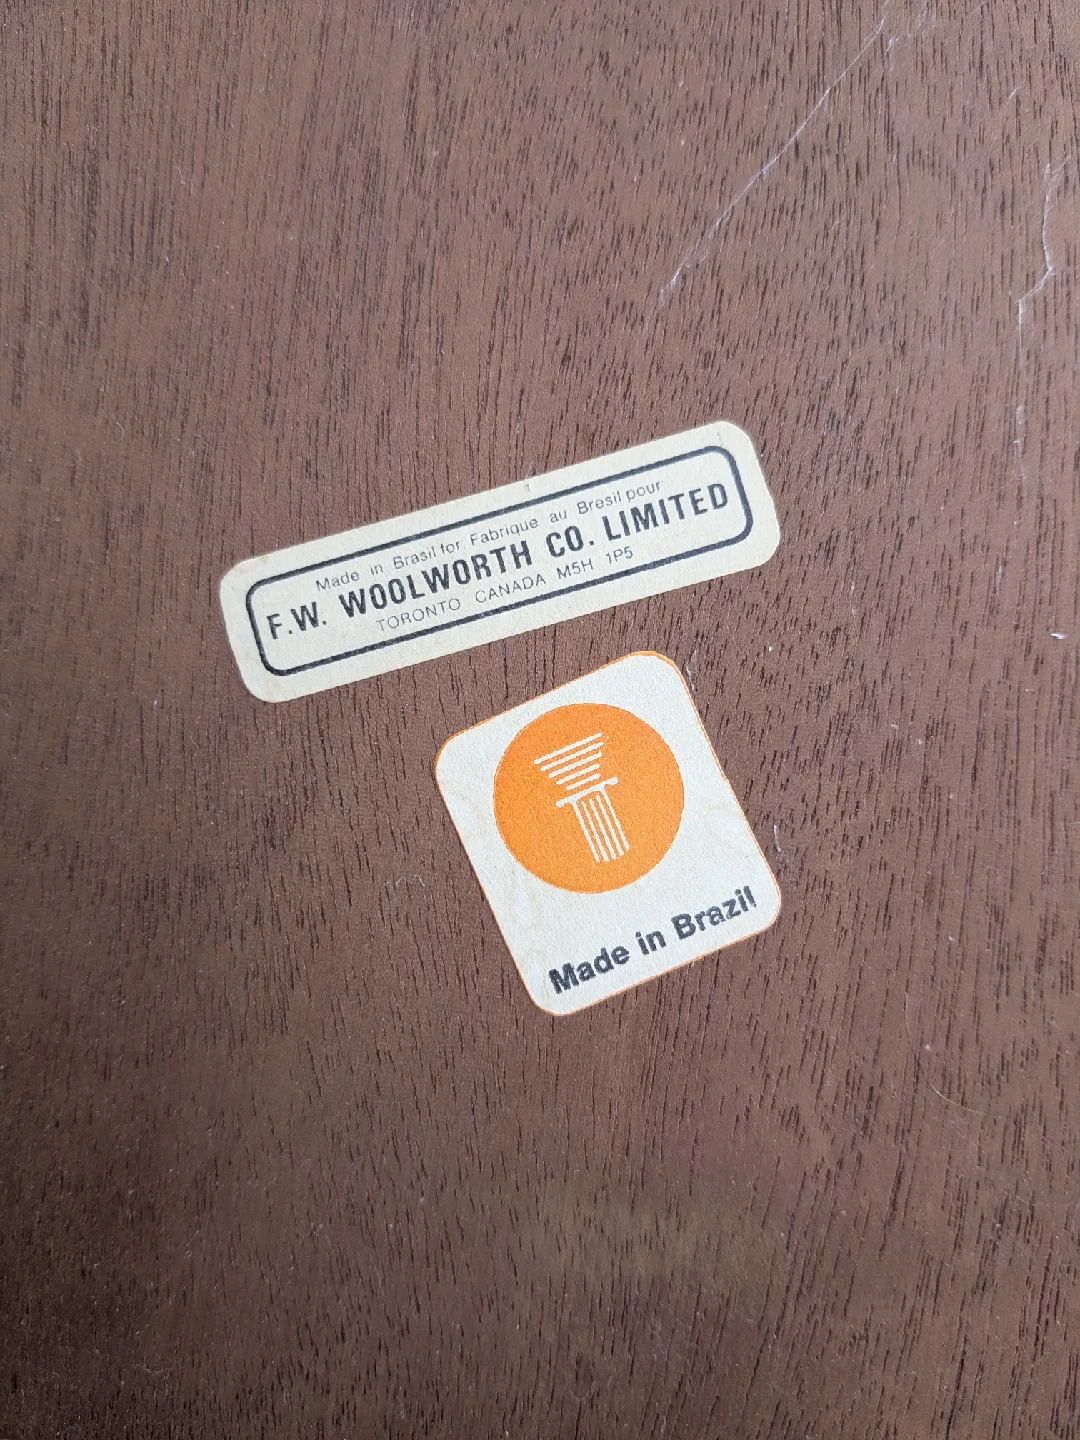 Made in Brasil for Fabrique au Bresil pour
F.W. WOOLWORTH CO. LIMITED
TORONTO CANADA M5H 1P5
Made in Brazil